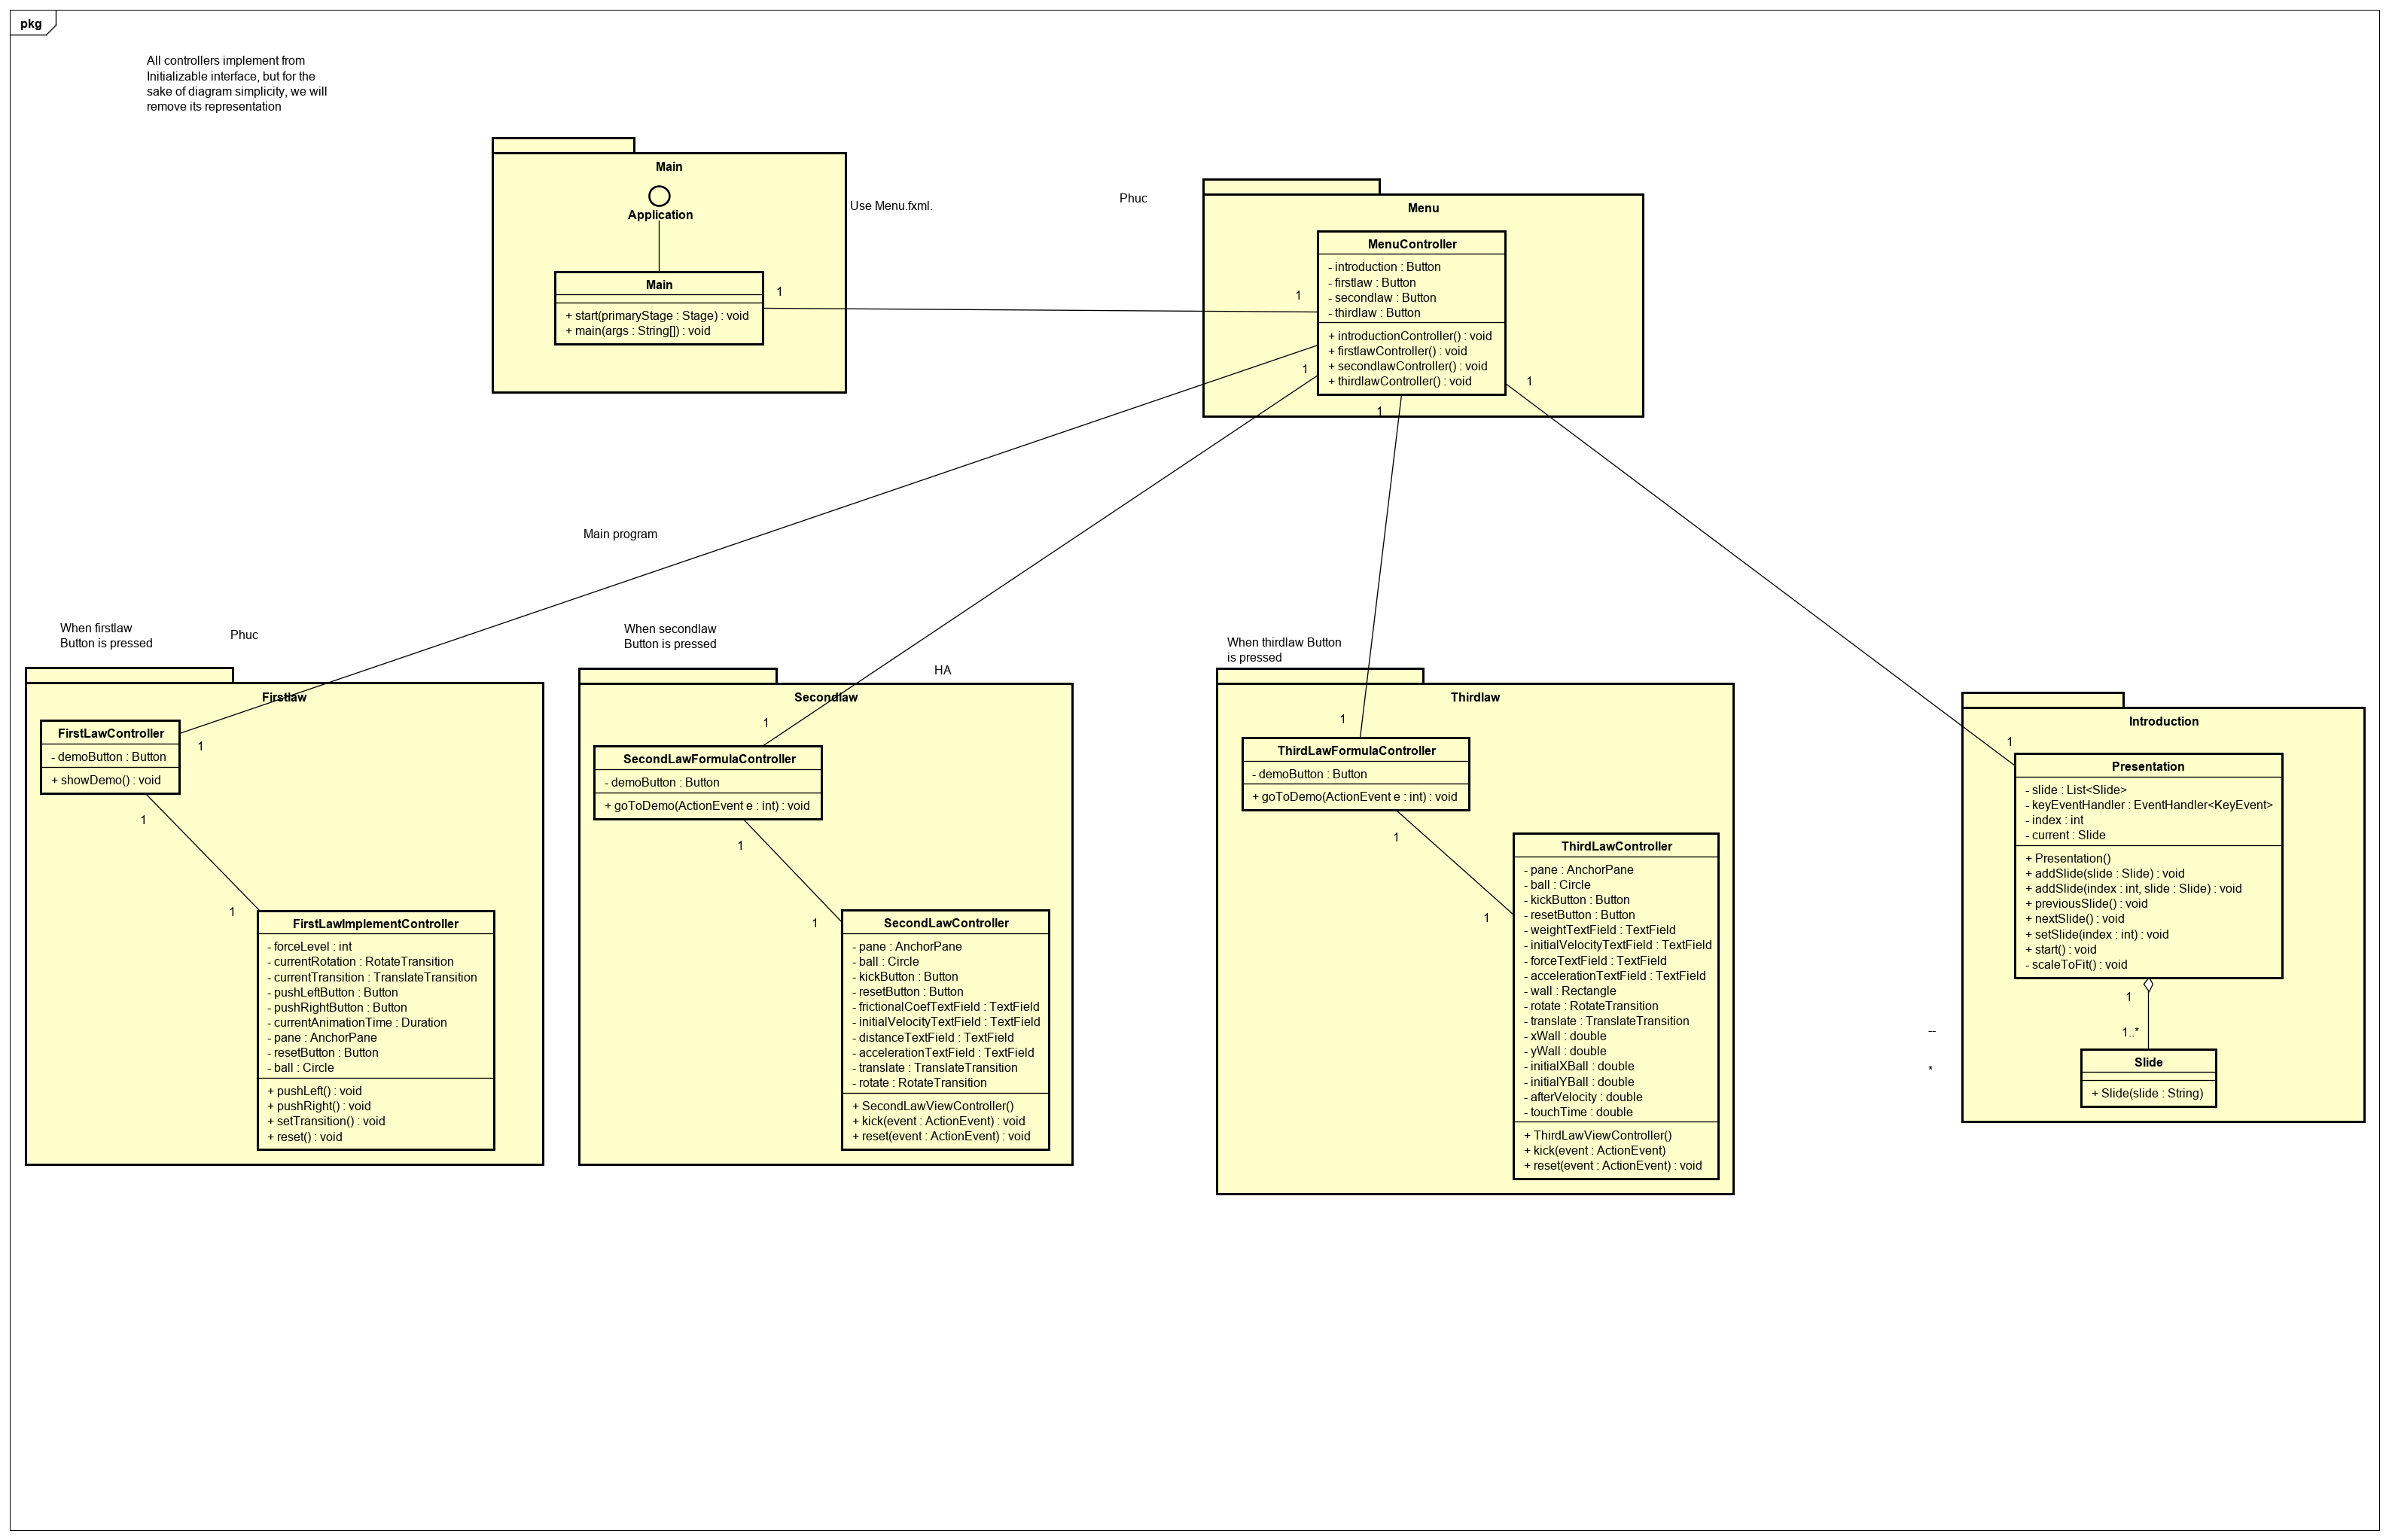 pkg
All controllers implement from
Initializable interface, but for the
sake of diagram simplicity, we will
remove its representation
Main
Application
Use Menu.fxml.
Main
+ start(primaryStage : Stage) : void
+ main(args : String[]) : void
1
1
Phuc
Menu
MenuController
- introduction : Button
- firstlaw : Button
- secondlaw : Button
- thirdlaw : Button
+ introductionController() : void
+ firstlawController() : void
+ secondlawController() : void
+ thirdlawController() : void
1
1
1
Main program
When firstlaw
Button is pressed
Phuc
Firstlaw
FirstLawController
- demoButton : Button
+ showDemo() : void
1
1
1
FirstLawImplementController
- forceLevel : int
- currentRotation : RotateTransition
- currentTransition : TranslateTransition
- pushLeftButton : Button
- pushRightButton : Button
- currentAnimationTime : Duration
- pane : AnchorPane
- resetButton : Button
- ball : Circle
+ pushLeft() : void
+ pushRight() : void
+ setTransition() : void
+ reset() : void
When secondlaw
Button is pressed
HA
Secondlaw
1
SecondLawFormulaController
- demoButton : Button
+ goToDemo(ActionEvent e : int) : void
1
1
SecondLawController
- pane : AnchorPane
- ball : Circle
- kickButton : Button
- resetButton : Button
- frictionalCoefTextField : TextField
- initialVelocityTextField : TextField
- distanceTextField : TextField
- accelerationTextField : TextField
- translate : TranslateTransition
- rotate : RotateTransition
+ SecondLawViewController()
+ kick(event : ActionEvent) : void
+ reset(event : ActionEvent) : void
When thirdlaw Button
is pressed
Thirdlaw
1
ThirdLawFormulaController
- demoButton : Button
+ goToDemo(ActionEvent e : int) : void
1
1
ThirdLawController
- pane : AnchorPane
- ball : Circle
- kickButton : Button
- resetButton : Button
- weightTextField : TextField
- initialVelocityTextField : TextField
- forceTextField : TextField
- accelerationTextField : TextField
- wall : Rectangle
- rotate : RotateTransition
- translate : TranslateTransition
- xWall : double
- yWall : double
- initialXBall : double
- initialYBall : double
- afterVelocity : double
- touchTime : double
+ ThirdLawViewController()
+ kick(event : ActionEvent)
+ reset(event : ActionEvent) : void
Introduction
1
Presentation
- slide : List<Slide>
- keyEventHandler : EventHandler<KeyEvent>
- index : int
- current : Slide
+ Presentation()
+ addSlide(slide : Slide) : void
+ addSlide(index : int, slide : Slide) : void
+ previousSlide() : void
+ nextSlide() : void
+ setSlide(index : int) : void
+ start() : void
- scaleToFit() : void
1
1..*
--
*
Slide
+ Slide(slide : String)